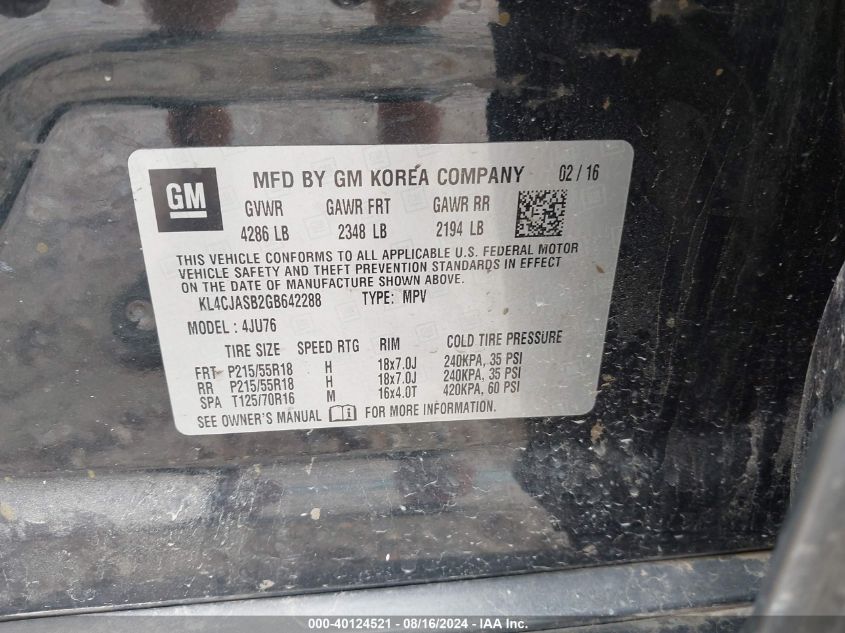 GM MFD BY GM KOREA COMPANY 02 / 16
GVWR GAWR FRT GAWR RR
4286 LB 2348 LB 2194 LB
THIS VEHICLE CONFORMS TO ALL APPLICABLE U.S. FEDERAL MOTOR
VEHICLE SAFETY AND THEFT PREVENTION STANDARDS IN EFFECT
ON THE DATE OF MANUFACTURE SHOWN ABOVE.
KL4CJASB2GB642288 TYPE: MPV
MODEL : 4JU76
TIRE SIZE SPEED RTG RIM COLD TIRE PRESSURE
FRT P215/55R18 H 18x7.0J 240KPA, 35 PSI
RR P215/55R18 H 18x7.0J 240KPA, 35 PSI
SPA T125/70R16 M 16x4.0T 420KPA, 60 PSI
SEE OWNER'S MANUAL FOR MORE INFORMATION.
000-40124521 - 08/16/2024 - IMPACT Auctions, Inc.